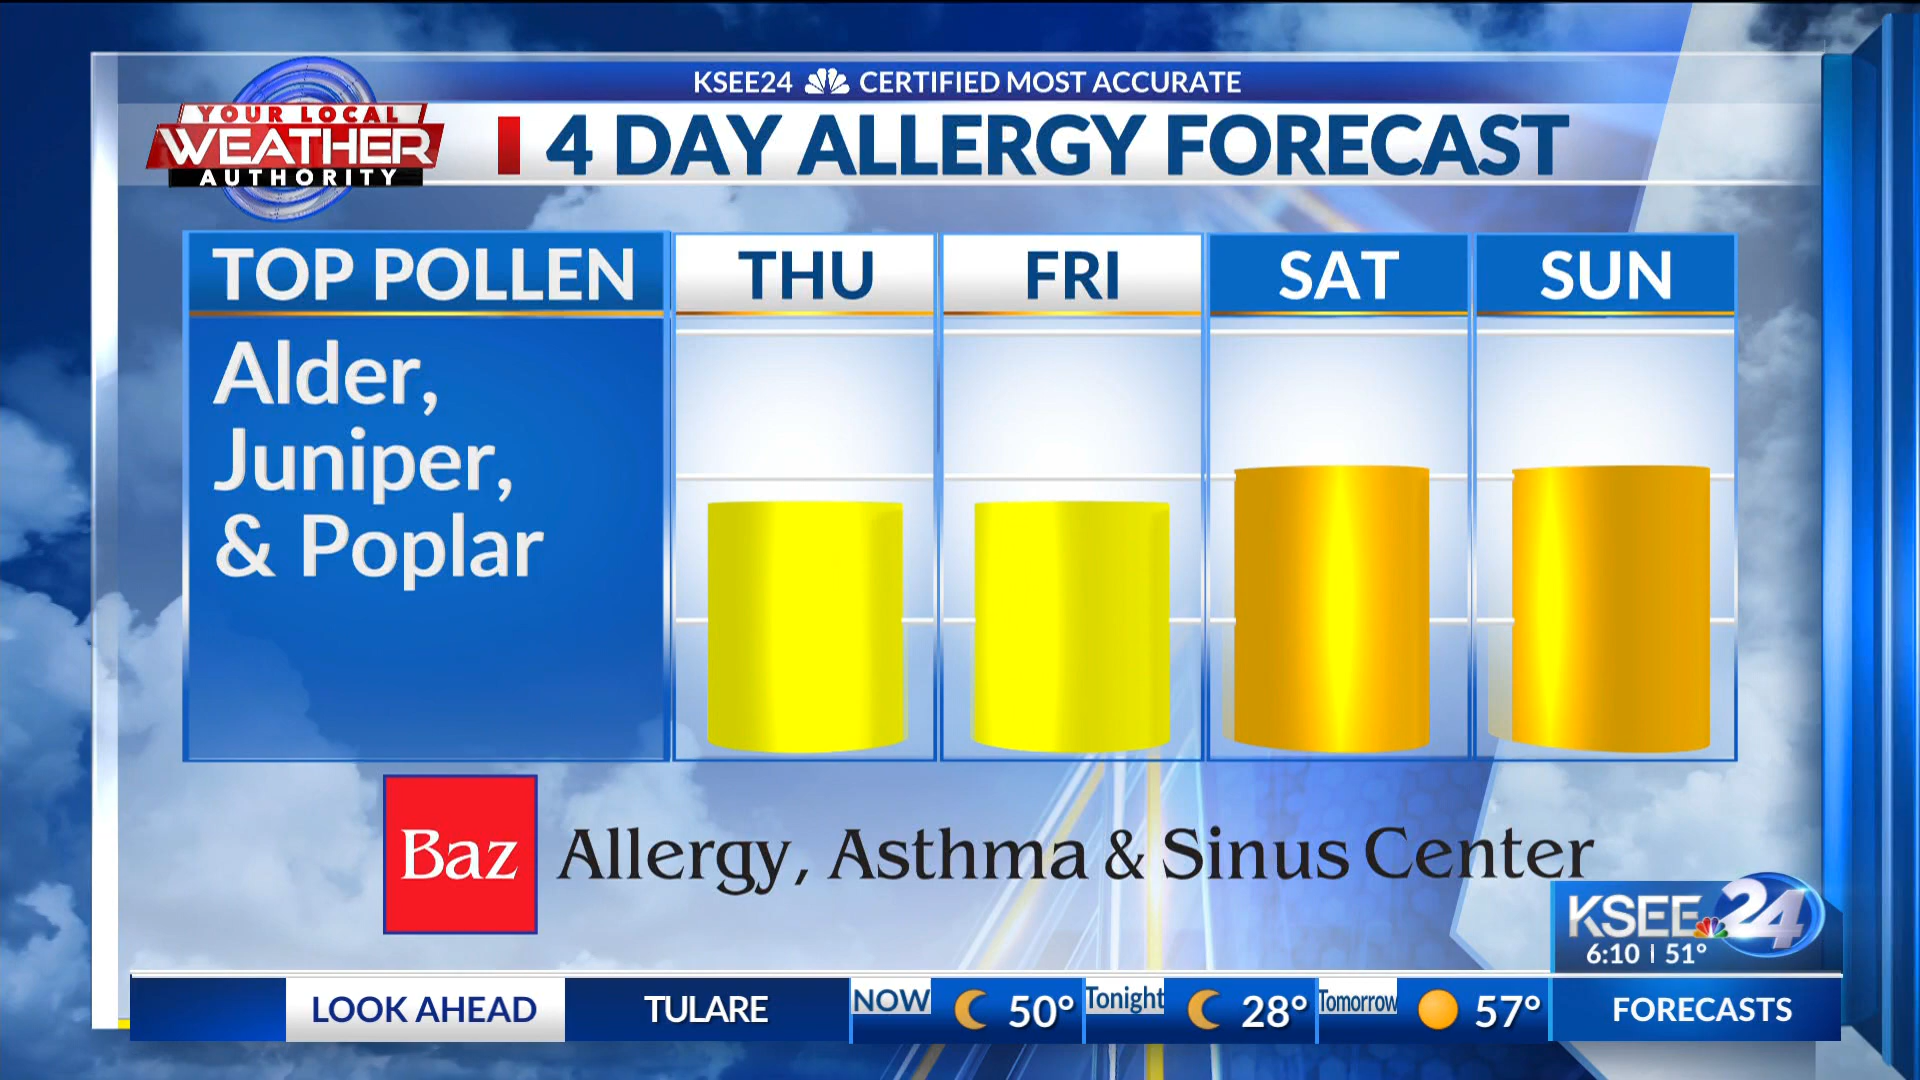 KSEE24 CERTIFIED MOST ACCURATE
YOUR LOCAL
WEATHER
AUTHORITY
4 DAY ALLERGY FORECAST
TOP POLLEN
THU
FRI
SAT
SUN
Alder,
Juniper,
& Poplar
Baz
Allergy, Asthma & Sinus Center
KSEE 24
6:10 | 51°
LOOK AHEAD
TULARE
NOW
50°
Tonight
28°
Tomorrow
57°
FORECASTS